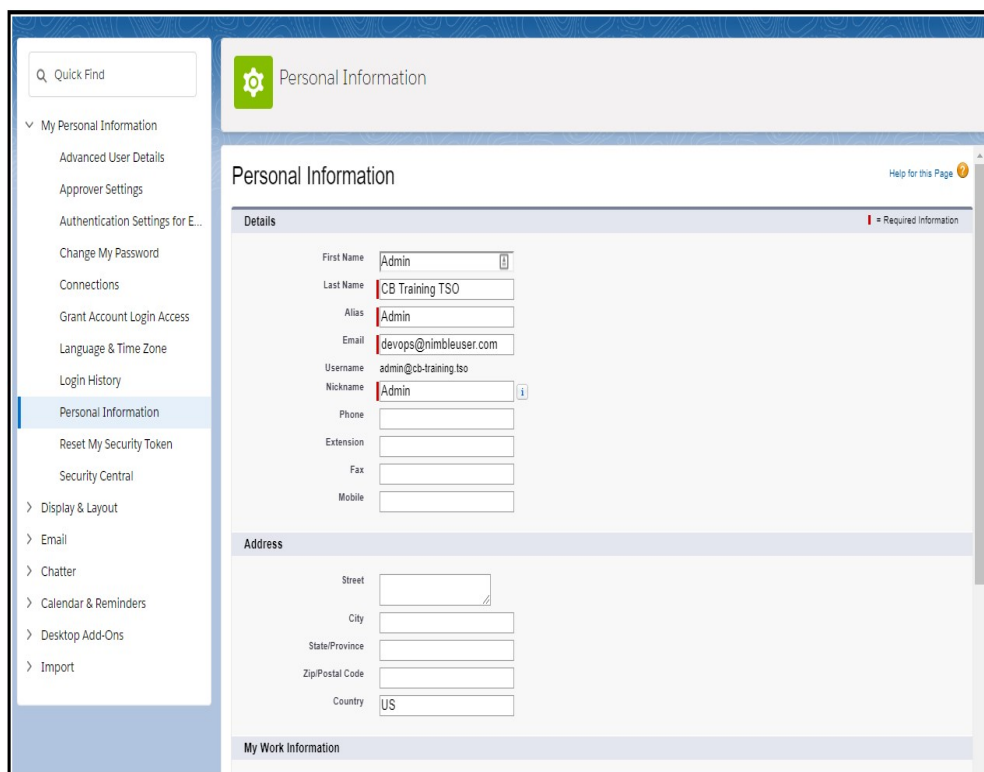 Quick Find
My Personal Information
Advanced User Details
Approver Settings
Authentication Settings for E...
Change My Password
Connections
Grant Account Login Access
Language & Time Zone
Login History
Personal Information
Reset My Security Token
Security Central
Display & Layout
Email
Chatter
Calendar & Reminders
Desktop Add-Ons
Import
Personal Information
Personal Information
Help for this Page ?
Details
= Required Information
First Name Admin
Last Name CB Training TSO
Alias Admin
Email devops@nimbleuser.com
Username admin@cb-training.tso
Nickname Admin i
Phone
Extension
Fax
Mobile
Address
Street
City
State/Province
Zip/Postal Code
Country US
My Work Information